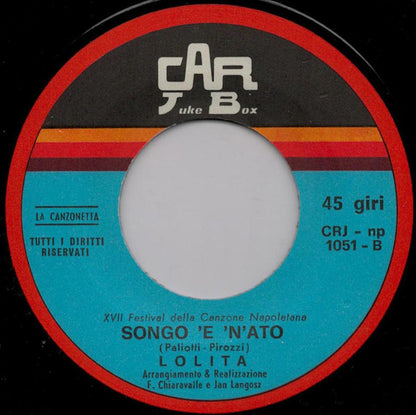 CAR
Juke Box
LA CANZONETTA
TUTTI I DIRITTI
RISERVATI
45 giri
CRJ - np
1051 - B
XVII Festival della Canzone Napoletana
SONGO 'E 'N'ATO
(Paliotti - Pirozzi)
LOLITA
Arrangiamento & Realizzazione
F. Chiaravalle e Jan Langosz